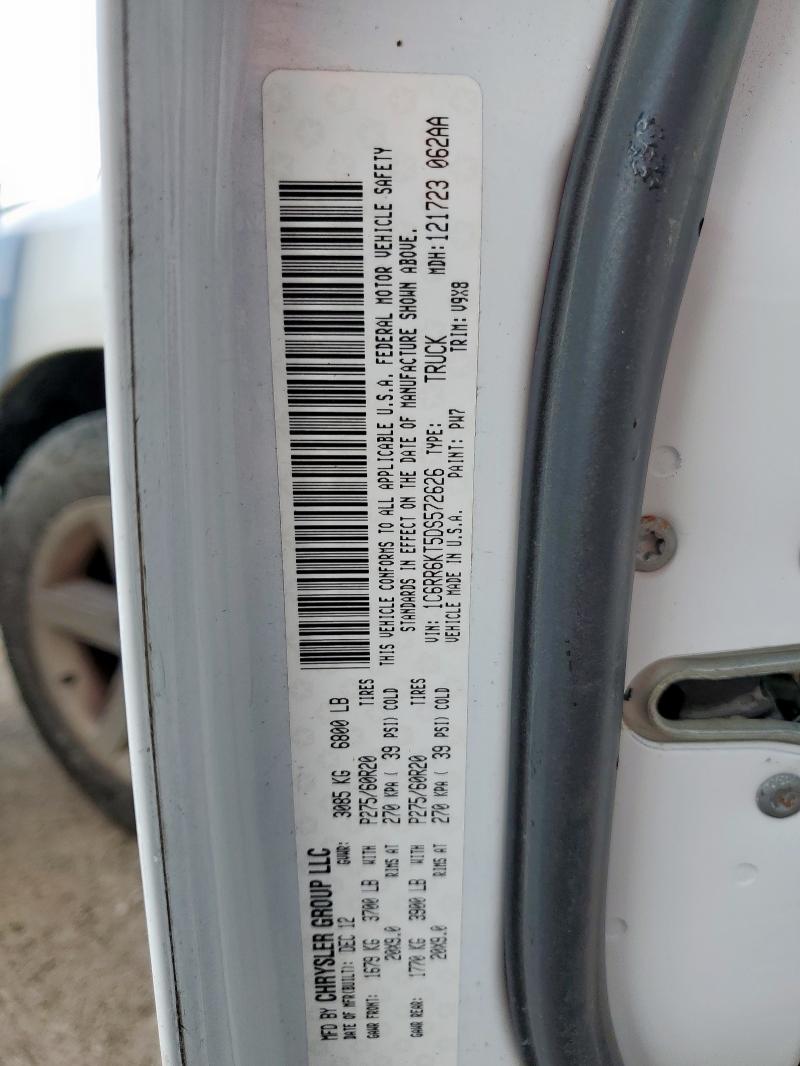 MFD BY CHRYSLER GROUP LLC
DATE OF MFR(BUILT): DEC 12 GVWR: 3085 KG 6800 LB
GAWR FRONT: 1679 KG 3700 LB WITH P275/60R20 TIRES
20X9.0 RIMS AT 270 KPA ( 39 PSI) COLD
GAWR REAR: 1770 KG 3900 LB WITH P275/60R20 TIRES
20X9.0 RIMS AT 270 KPA ( 39 PSI) COLD
THIS VEHICLE CONFORMS TO ALL APPLICABLE U.S.A. FEDERAL MOTOR VEHICLE SAFETY
STANDARDS IN EFFECT ON THE DATE OF MANUFACTURE SHOWN ABOVE.
VIN: 1C6RR6KT5DS572626 TYPE: TRUCK MDH: 121723 062AA
VEHICLE MADE IN U.S.A. PAINT: PW7 TRIM: V9X8